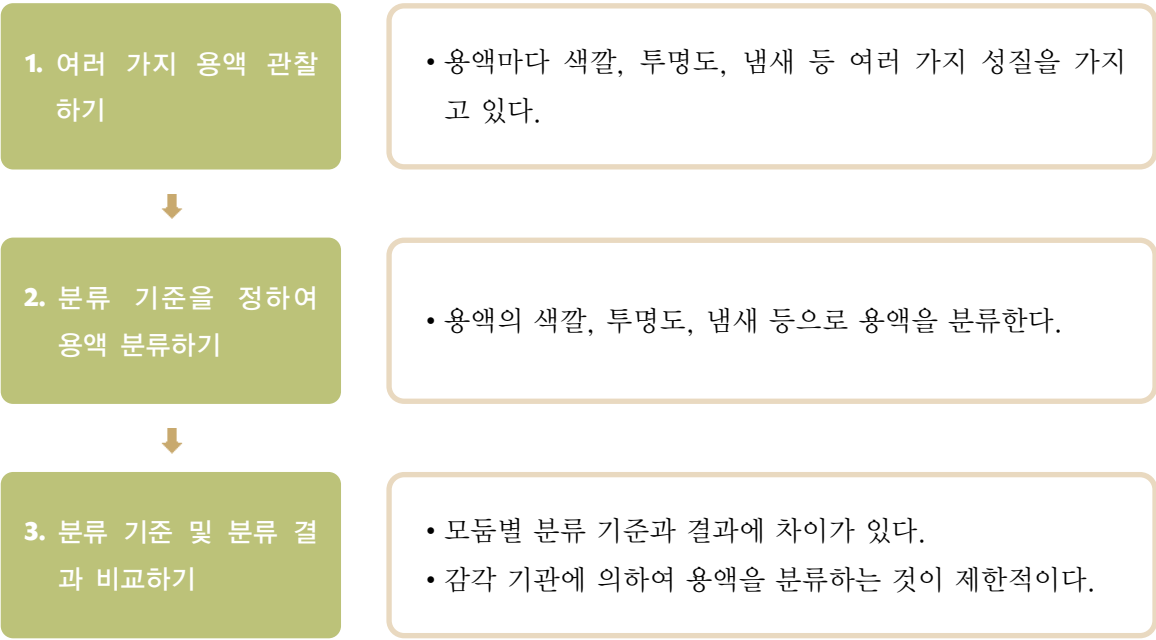 1. 여러 가지 용액 관찰
하기
• 용액마다 색깔, 투명도, 냄새 등 여러 가지 성질을 가지
고 있다.
2. 분류 기준을 정하여
용액 분류하기
• 용액의 색깔, 투명도, 냄새 등으로 용액을 분류한다.
3. 분류 기준 및 분류 결
과 비교하기
• 모둠별 분류 기준과 결과에 차이가 있다.
• 감각 기관에 의하여 용액을 분류하는 것이 제한적이다.